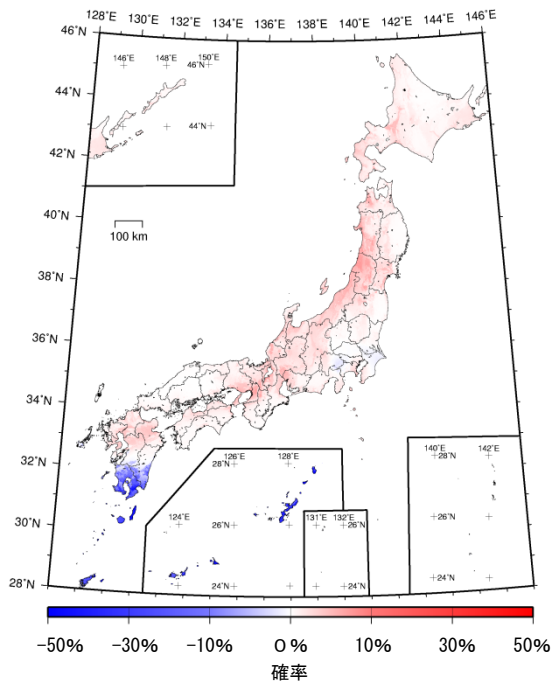 128˚E 130˚E 132˚E 134˚E 136˚E 138˚E 140˚E 142˚E 144˚E 146˚E
46˚N
146˚E 148˚E 150˚E
46˚N
44˚N
44˚N
42˚N
40˚N
100 km
38˚N
36˚N
34˚N
32˚N
126˚E 128˚E
28˚N
140˚E 142˚E
28˚N
30˚N
124˚E
26˚N
131˚E 132˚E
26˚N
26˚N
28˚N
24˚N
24˚N
24˚N
-50% -30% -10% 0 % 10% 30% 50%
確率